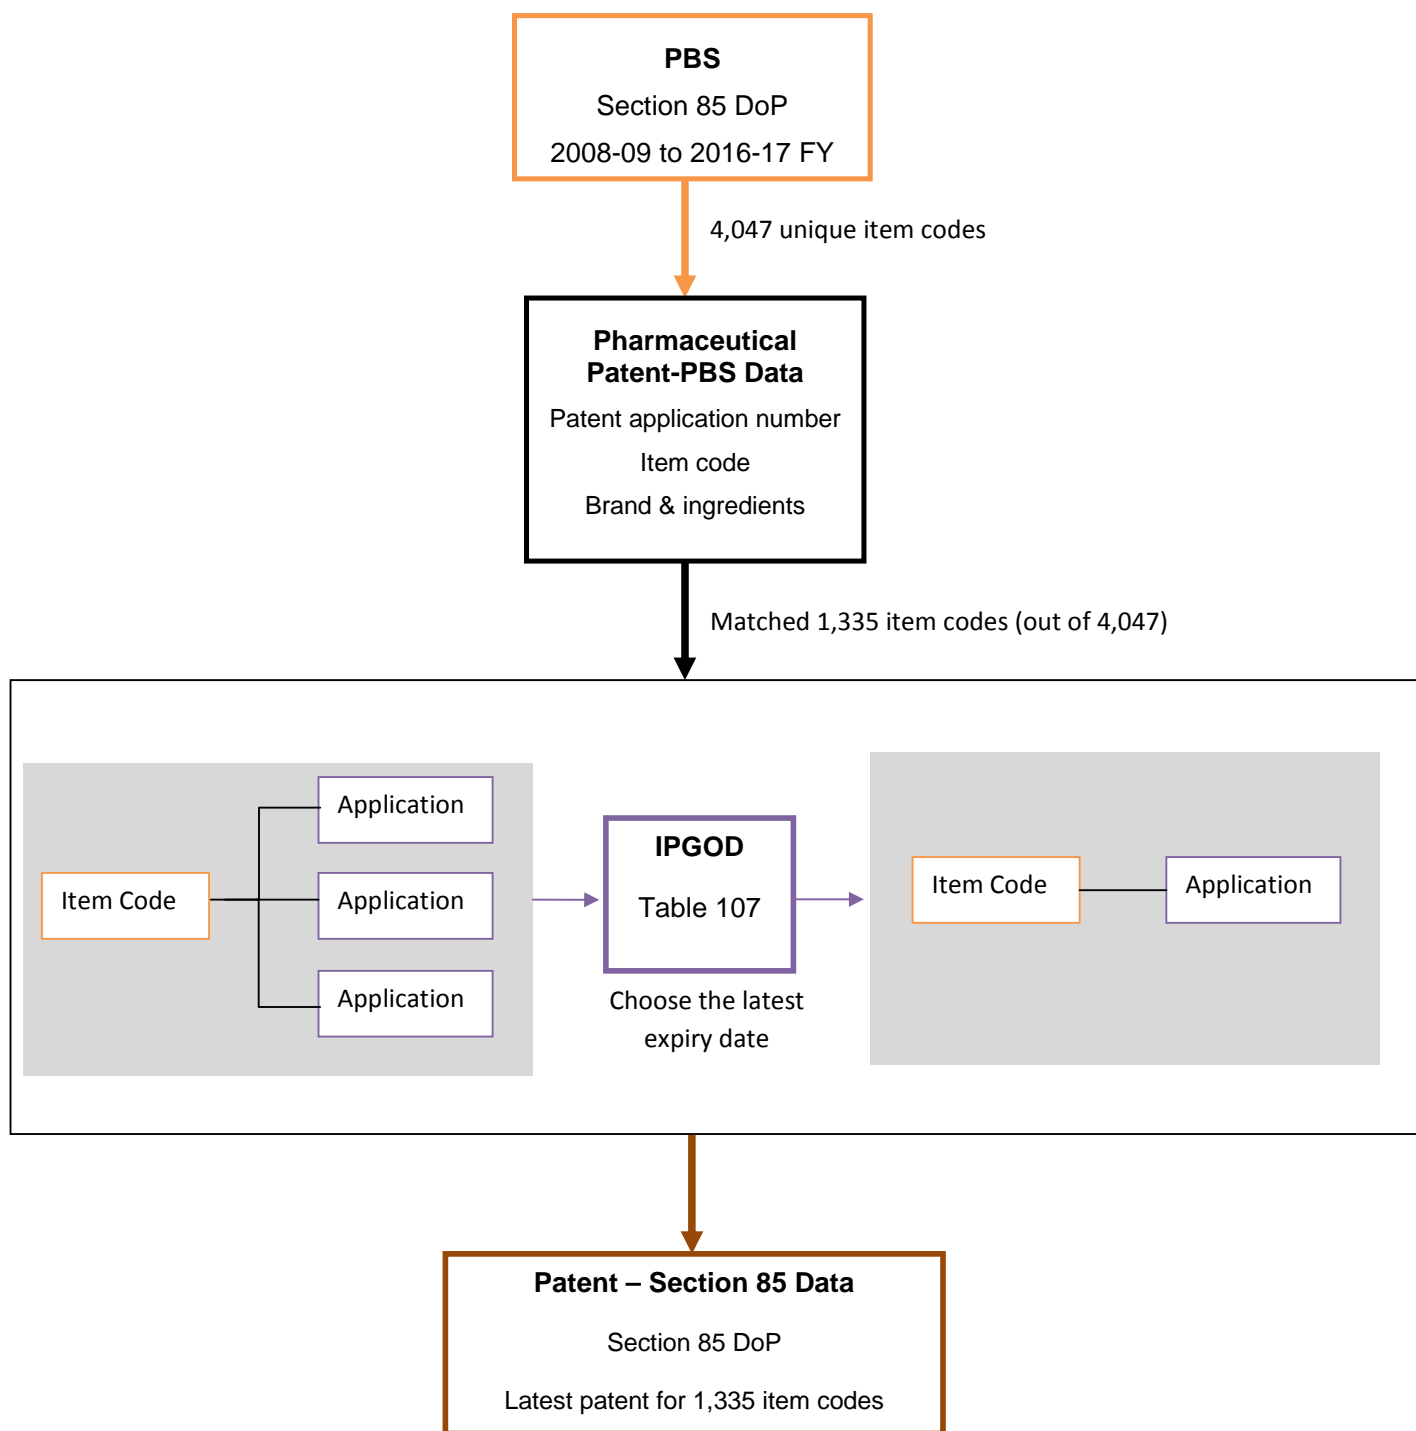 PBS
Section 85 DoP
2008-09 to 2016-17 FY
4,047 unique item codes
Pharmaceutical
Patent-PBS Data
Patent application number
Item code
Brand & ingredients
Matched 1,335 item codes (out of 4,047)
Item Code
Application
Application
Application
IPGOD
Table 107
Choose the latest
expiry date
Item Code
Application
Patent – Section 85 Data
Section 85 DoP
Latest patent for 1,335 item codes